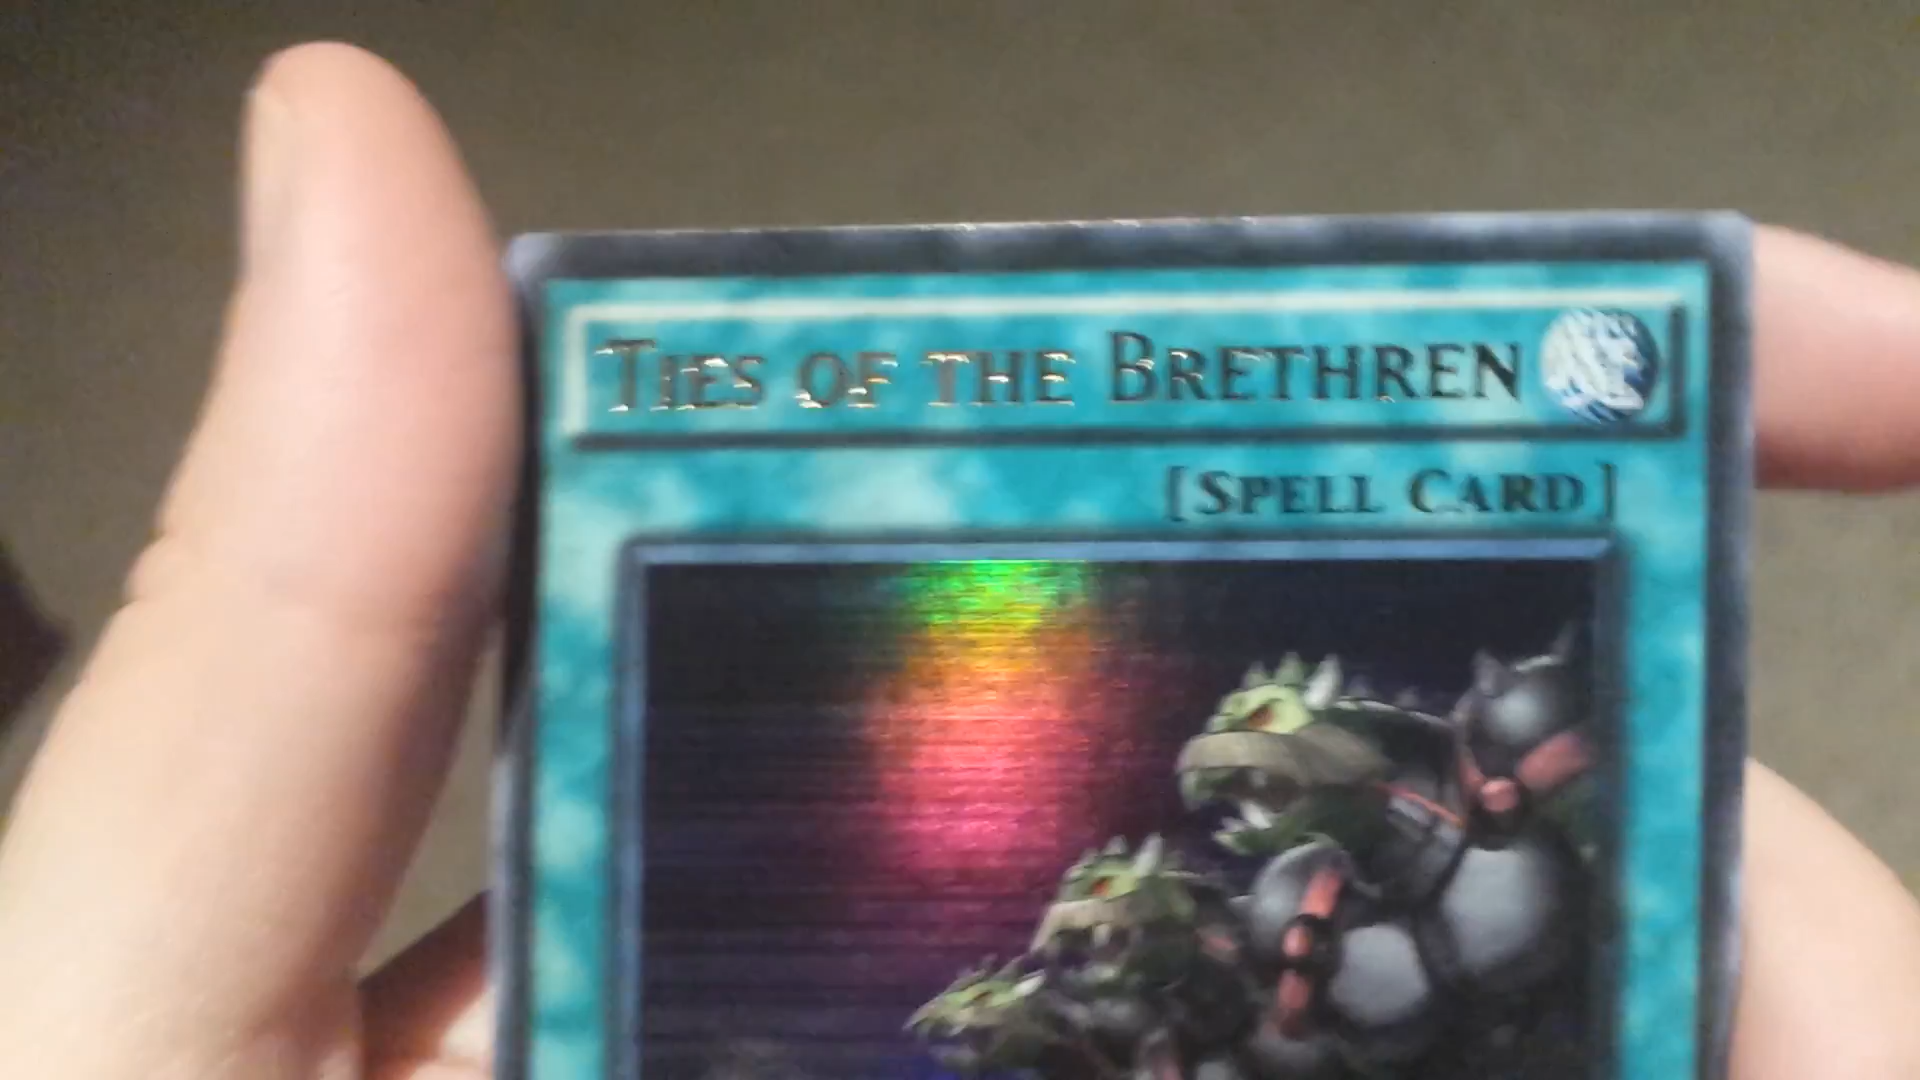 TIES OF THE BRETHREN
[SPELL CARD]